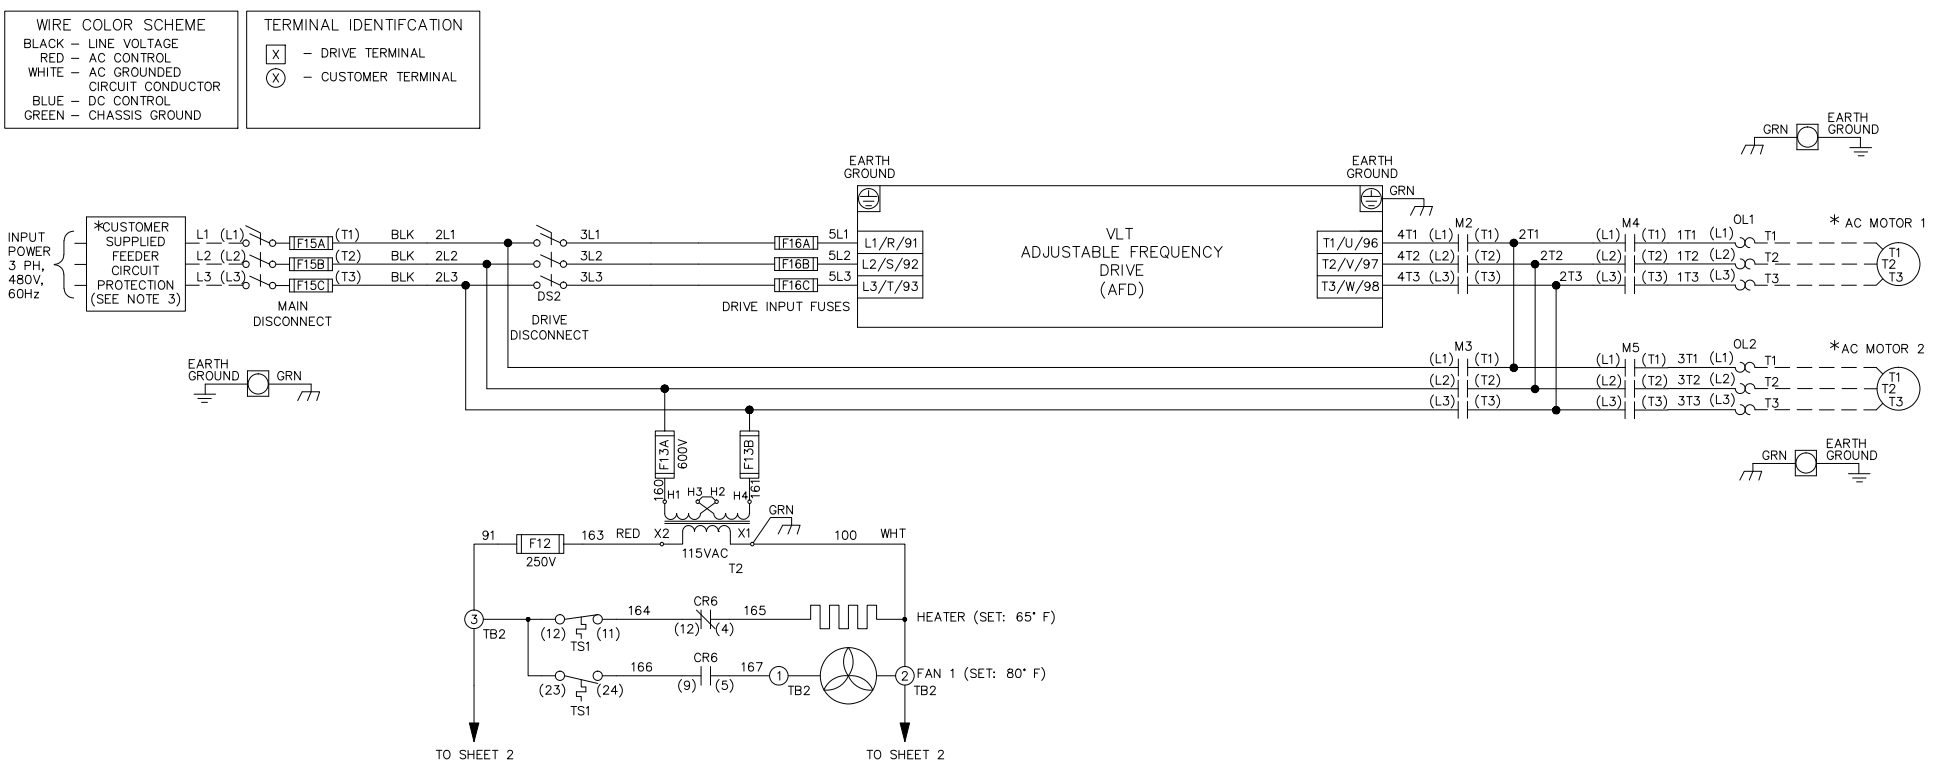 WIRE COLOR SCHEME
BLACK – LINE VOLTAGE
RED – AC CONTROL
WHITE – AC GROUNDED
CIRCUIT CONDUCTOR
BLUE – DC CONTROL
GREEN – CHASSIS GROUND
TERMINAL IDENTIFCATION
X – DRIVE TERMINAL
X – CUSTOMER TERMINAL
GRN
EARTH
GROUND
INPUT
POWER
3 PH,
480V,
60Hz
*CUSTOMER
SUPPLIED
FEEDER
CIRCUIT
PROTECTION
(SEE NOTE 3)
L1 (L1) F15A (T1) BLK 2L1 3L1 F16A 5L1
L2 (L2) F15B (T2) BLK 2L2 3L2 F16B 5L2
L3 (L3) F15C (T3) BLK 2L3 3L3 F16C 5L3
MAIN
DISCONNECT
DS2
DRIVE
DISCONNECT
DRIVE INPUT FUSES
EARTH
GROUND
EARTH
GROUND
GRN
L1/R/91
L2/S/92
L3/T/93
VLT
ADJUSTABLE FREQUENCY
DRIVE
(AFD)
T1/U/96
T2/V/97
T3/W/98
M2 M4 OL1 * AC MOTOR 1
4T1 (L1) (T1) 2T1 (L1) (T1) 1T1 (L1) T1 T1
4T2 (L2) (T2) 2T2 (L2) (T2) 1T2 (L2) T2 T2
4T3 (L3) (T3) 2T3 (L3) (T3) 1T3 (L3) T3 T3
M3 M5 OL2 *AC MOTOR 2
(L1) (T1) (L1) (T1) 3T1 (L1) T1 T1
(L2) (T2) (L2) (T2) 3T2 (L2) T2 T2
(L3) (T3) (L3) (T3) 3T3 (L3) T3 T3
EARTH
GROUND GRN
GRN
EARTH
GROUND
F13A
600V
F13B
160
161
H1 H3 H2 H4
GRN
91 F12 163 RED X2 X1 100 WHT
250V
115VAC
T2
3
TB2
(12) (11)
TS1
164
CR6
(12) (4)
165
HEATER (SET: 65° F)
(23) (24)
TS1
166
CR6
(9) (5)
167
1
TB2
2
TB2
FAN 1 (SET: 80° F)
TO SHEET 2
TO SHEET 2